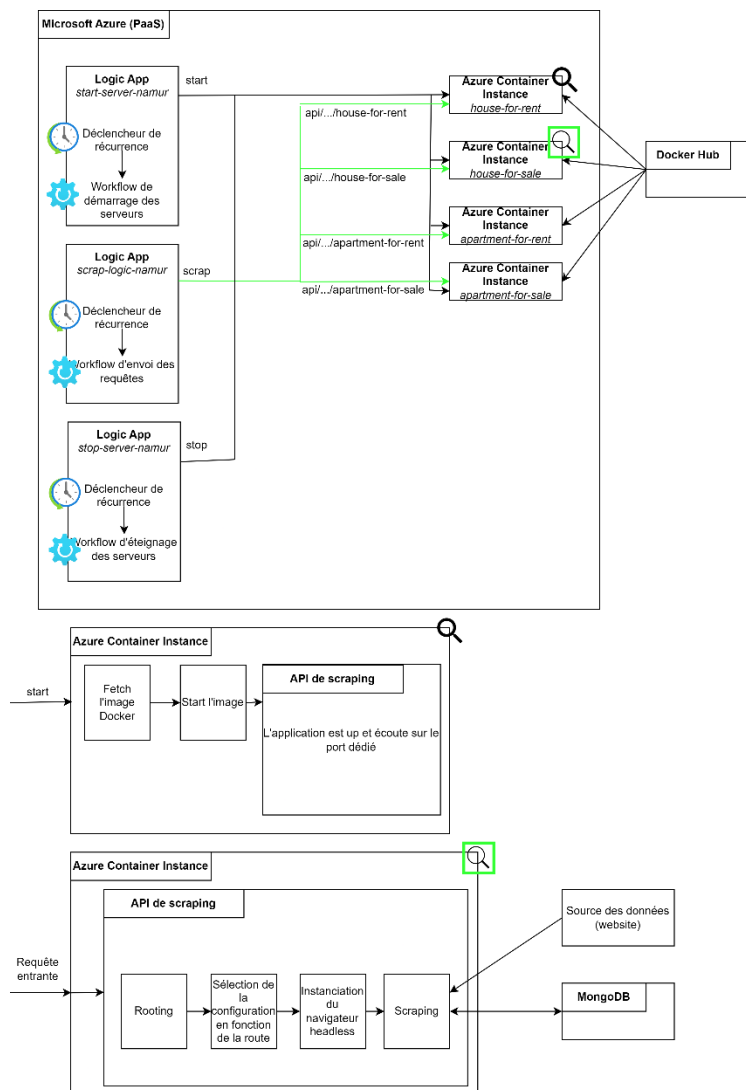 Microsoft Azure (PaaS)
Logic App
start-server-namur
start
Déclencheur de
récurrence
Workflow de
démarrage des
serveurs
Logic App
scrap-logic-namur
scrap
Déclencheur de
récurrence
Workflow d'envoi des
requêtes
Logic App
stop-server-namur
stop
Déclencheur de
récurrence
Workflow d'éteignage
des serveurs
api/.../house-for-rent
api/.../house-for-sale
api/.../apartment-for-rent
api/.../apartment-for-sale
Azure Container
Instance
house-for-rent
Azure Container
Instance
house-for-sale
Azure Container
Instance
apartment-for-rent
Azure Container
Instance
apartment-for-sale
Docker Hub
Azure Container Instance
start
Fetch
l'image
Docker
Start l'image
API de scraping
L'application est up et écoute sur le
port dédié
Azure Container Instance
API de scraping
Requête
entrante
Rooting
Sélection de
la
configuration
en fonction
de la route
Instanciation
du
navigateur
headless
Scraping
Source des données
(website)
MongoDB